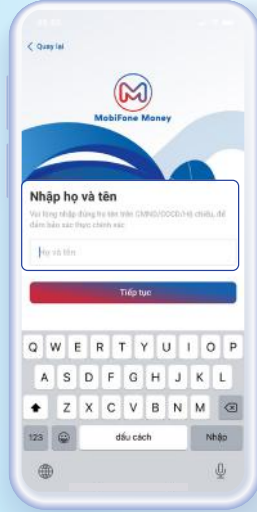 Quay lại
MobiFone Money
Nhập họ và tên
Vui lòng nhập đúng họ tên trên CMND/CCCD/Hộ chiếu, để
đảm bảo xác thực chính xác
Họ và tên
Tiếp tục
Q W E R T Y U I O P
A S D F G H J K L
Z X C V B N M
123 dấu cách Nhập